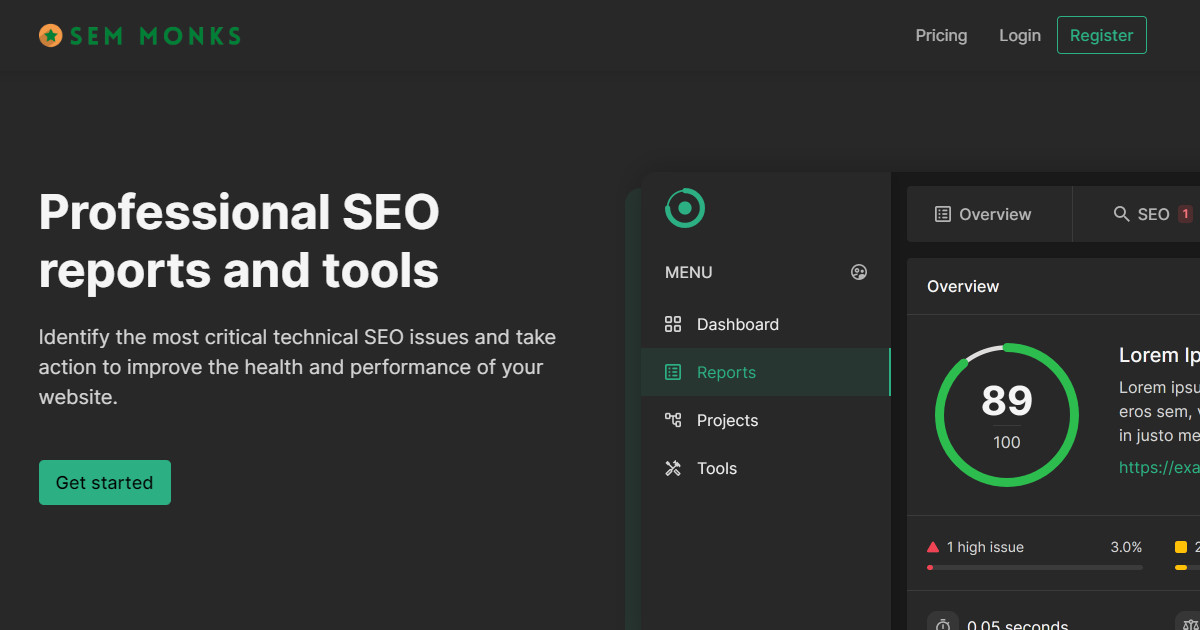 SEM MONKS
Pricing
Login
Register
Professional SEO
reports and tools
Identify the most critical technical SEO issues and take
action to improve the health and performance of your
website.
Get started
MENU
Dashboard
Reports
Projects
Tools
Overview
SEO 1
Overview
89
100
Lorem Ip
Lorem ipsu
eros sem, v
in justo me
https://exa
1 high issue 3.0%
2
0.05 seconds